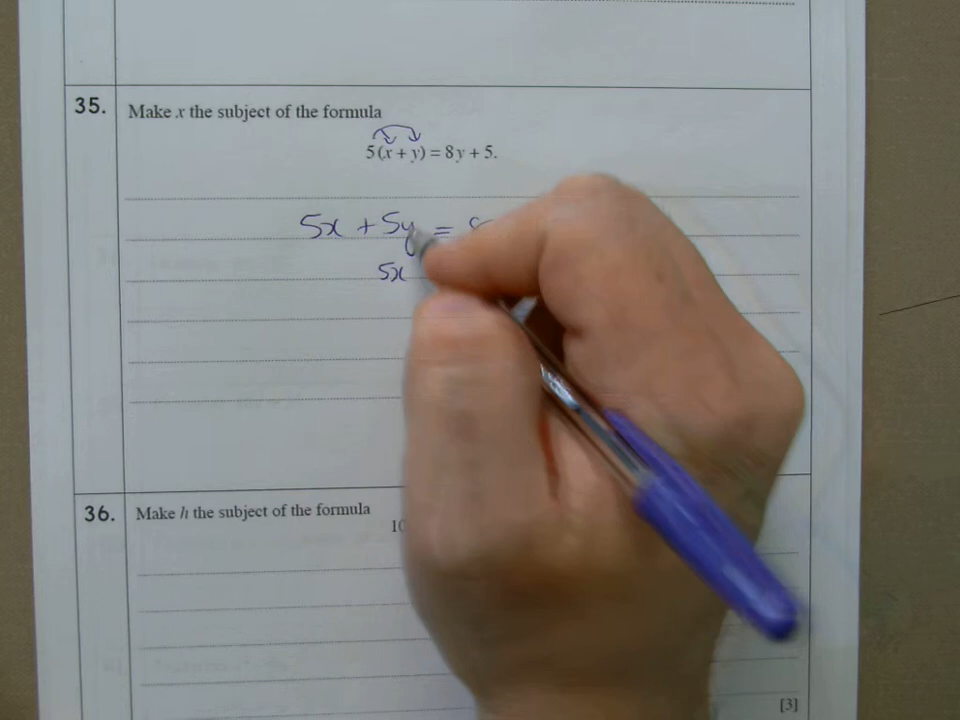 35. Make x the subject of the formula
5(x + y) = 8y + 5.
5x + 5y =
5x
36. Make h the subject of the formula
[3]